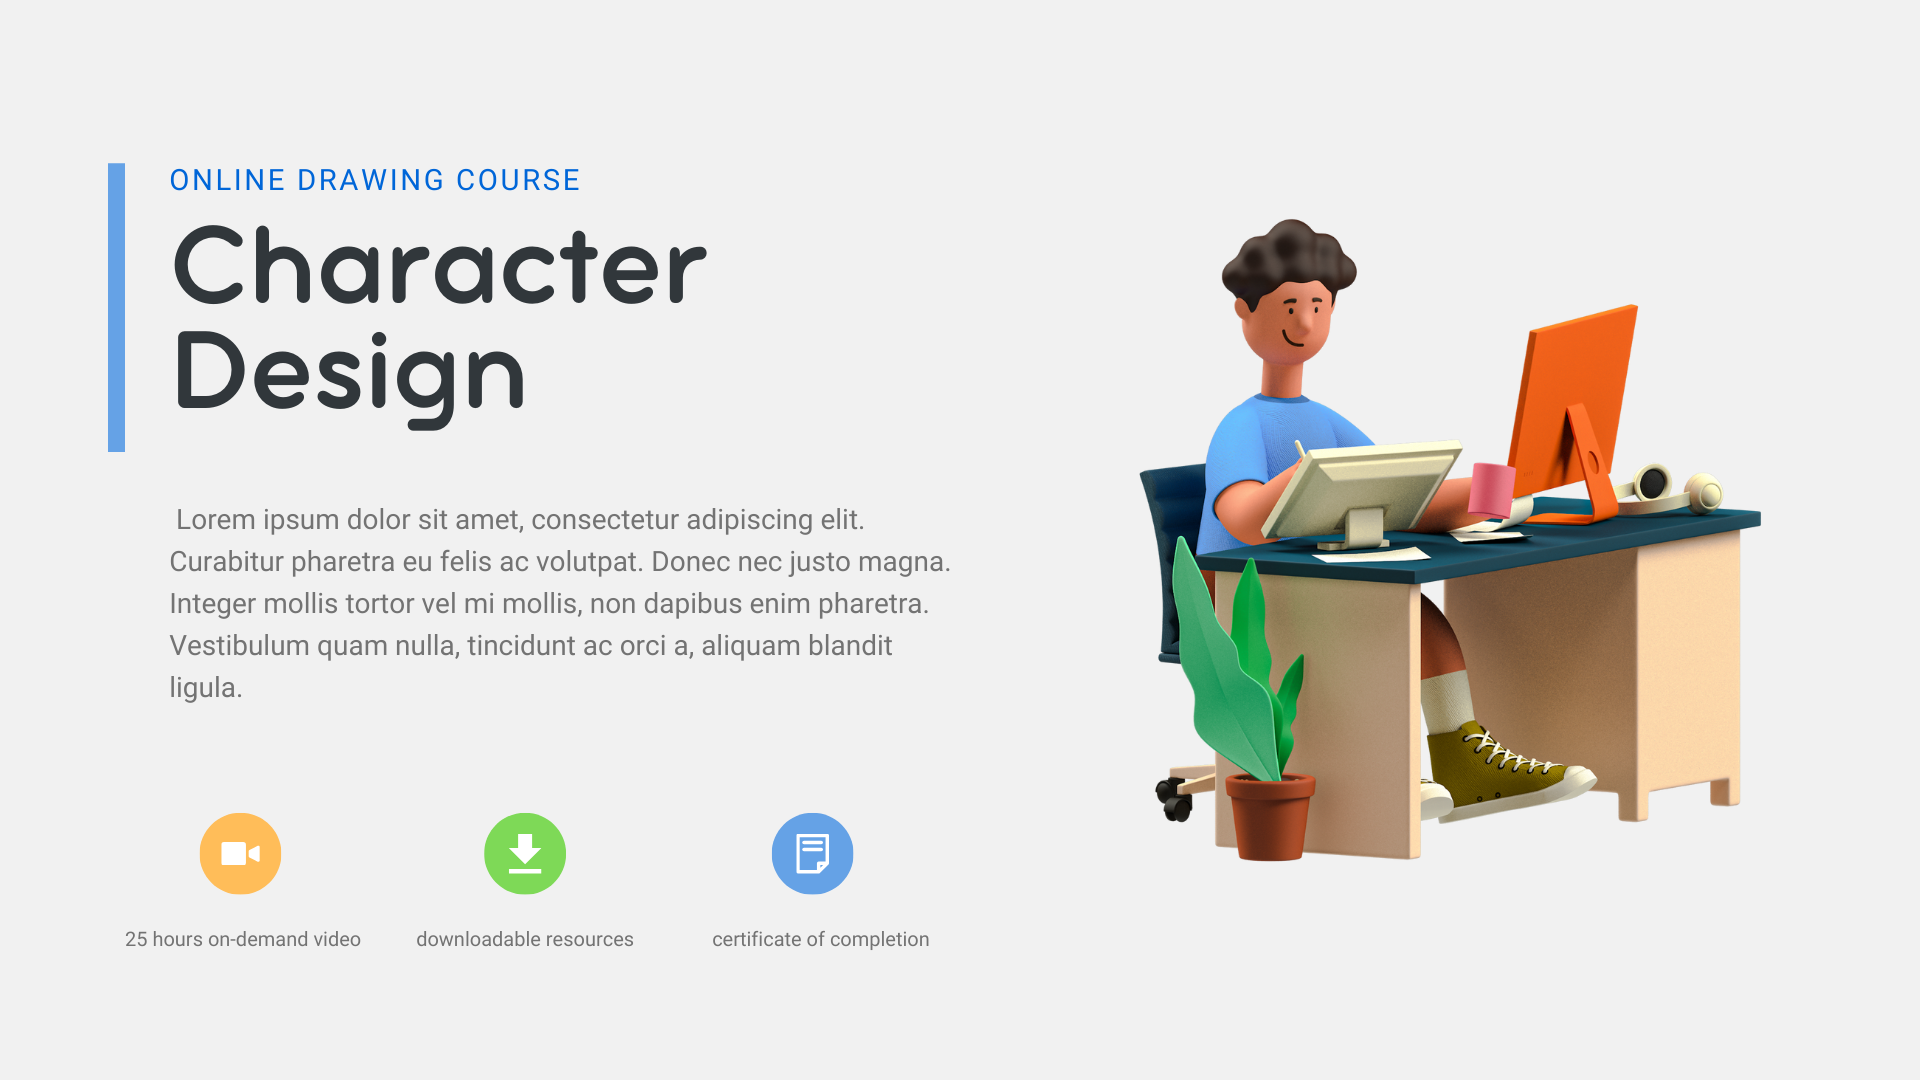 ONLINE DRAWING COURSE
Character
Design
Lorem ipsum dolor sit amet, consectetur adipiscing elit.
Curabitur pharetra eu felis ac volutpat. Donec nec justo magna.
Integer mollis tortor vel mi mollis, non dapibus enim pharetra.
Vestibulum quam nulla, tincidunt ac orci a, aliquam blandit
ligula.
25 hours on-demand video
downloadable resources
certificate of completion